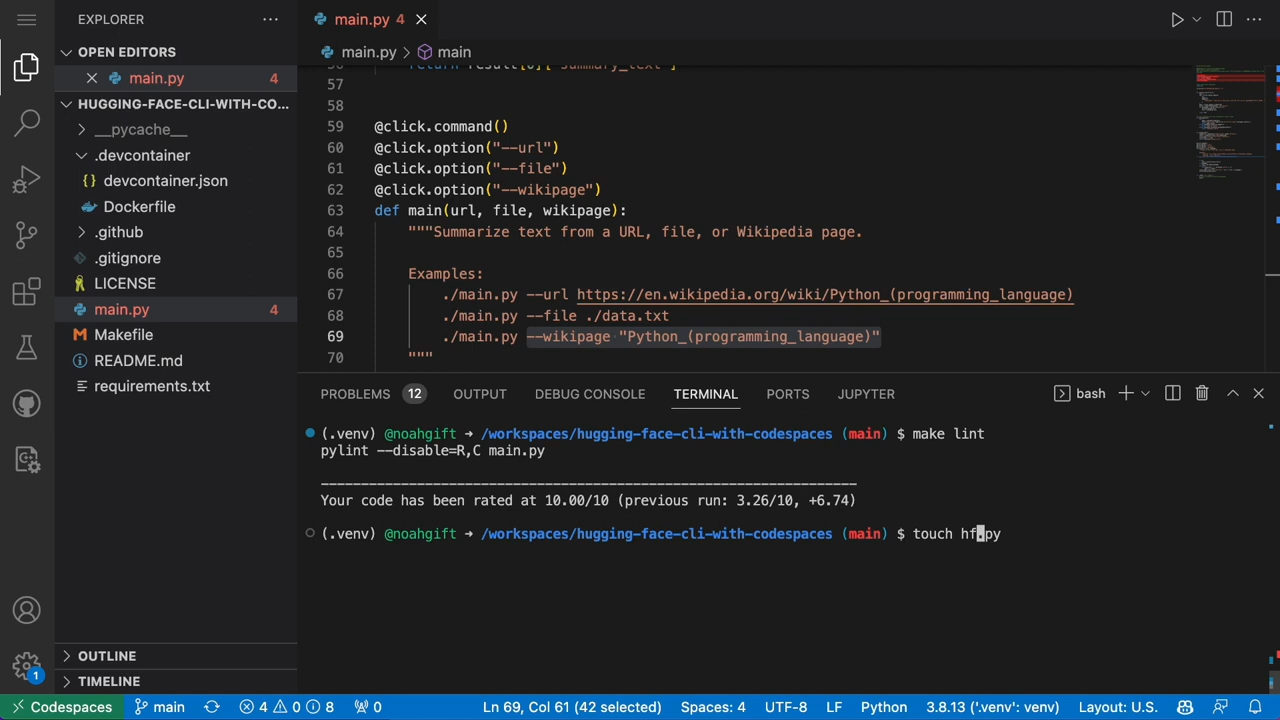 EXPLORER
main.py 4
OPEN EDITORS
main.py 4
HUGGING-FACE-CLI-WITH-CO...
__pycache__
.devcontainer
{} devcontainer.json
Dockerfile
.github
.gitignore
LICENSE
main.py 4
Makefile
README.md
requirements.txt
OUTLINE
TIMELINE
main.py > main
56 return result[0]["summary_text"]
57
58
59 @click.command()
60 @click.option("--url")
61 @click.option("--file")
62 @click.option("--wikipage")
63 def main(url, file, wikipage):
64 """Summarize text from a URL, file, or Wikipedia page.
65
66 Examples:
67 ./main.py --url https://en.wikipedia.org/wiki/Python_(programming_language)
68 ./main.py --file ./data.txt
69 ./main.py --wikipage "Python_(programming_language)"
70 """
PROBLEMS 12 OUTPUT DEBUG CONSOLE TERMINAL PORTS JUPYTER bash
(.venv) @noahgift → /workspaces/hugging-face-cli-with-codespaces (main) $ make lint
pylint --disable=R,C main.py
Your code has been rated at 10.00/10 (previous run: 3.26/10, +6.74)
(.venv) @noahgift → /workspaces/hugging-face-cli-with-codespaces (main) $ touch hf.py
1
Codespaces main 4 0 8 0 Ln 69, Col 61 (42 selected) Spaces: 4 UTF-8 LF Python 3.8.13 ('.venv': venv) Layout: U.S.